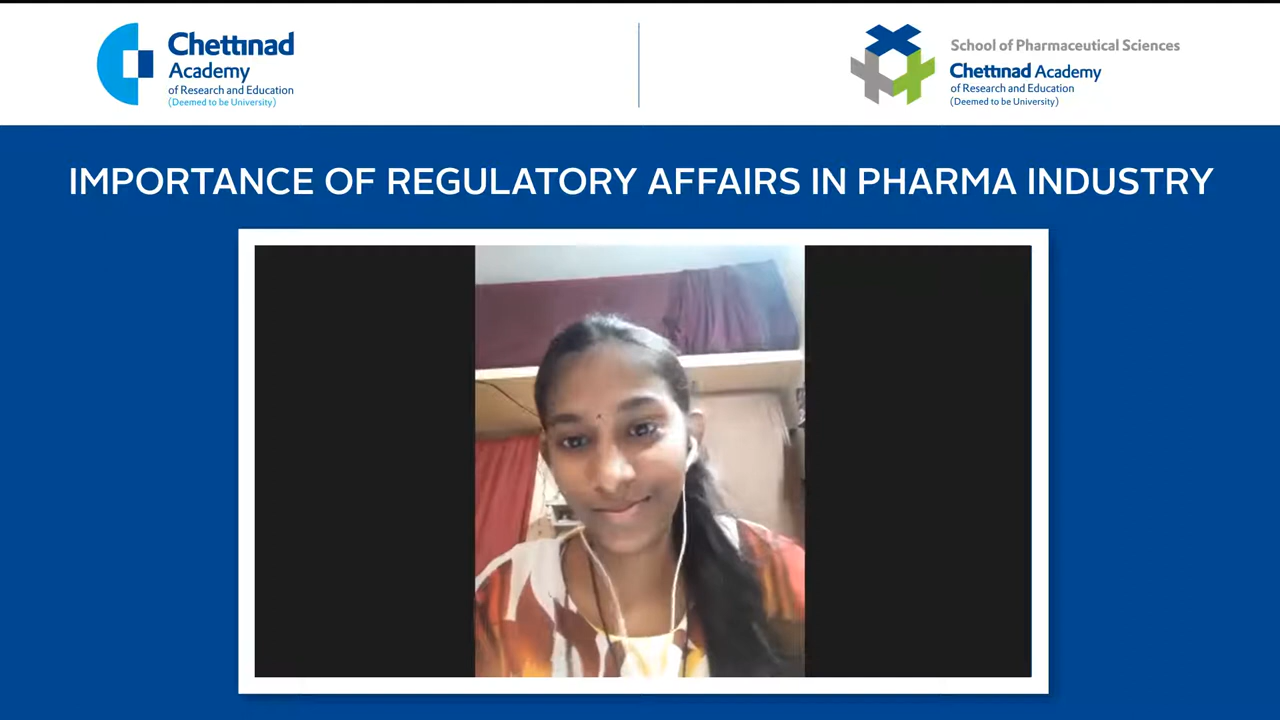 Chettinad
Academy
of Research and Education
(Deemed to be University)
School of Pharmaceutical Sciences
Chettinad Academy
of Research and Education
(Deemed to be University)
IMPORTANCE OF REGULATORY AFFAIRS IN PHARMA INDUSTRY